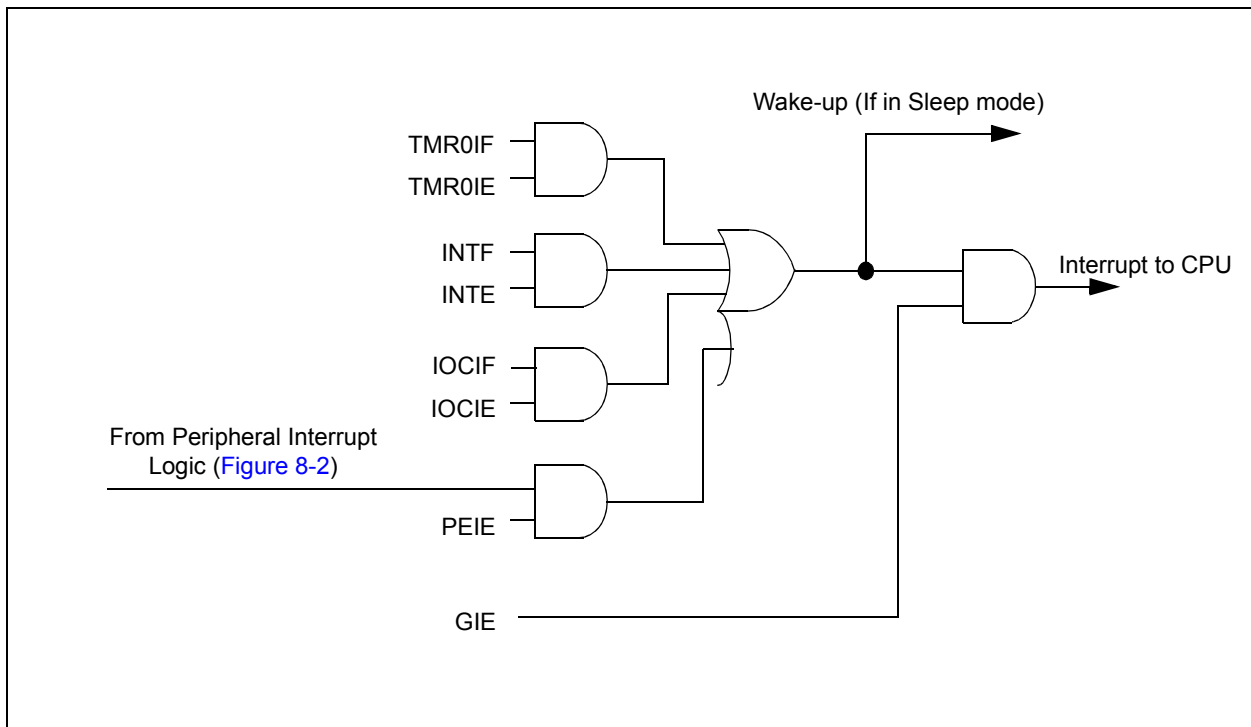 Wake-up (If in Sleep mode)
TMR0IF
TMR0IE
INTF
INTE
Interrupt to CPU
IOCIF
IOCIE
From Peripheral Interrupt
Logic (Figure 8-2)
PEIE
GIE